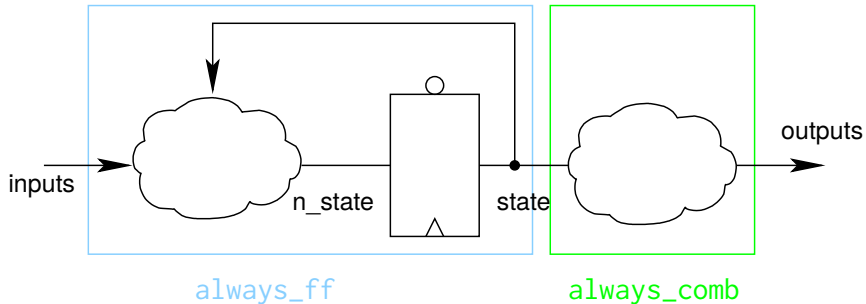 outputs
inputs
n_state
state
always_ff
always_comb